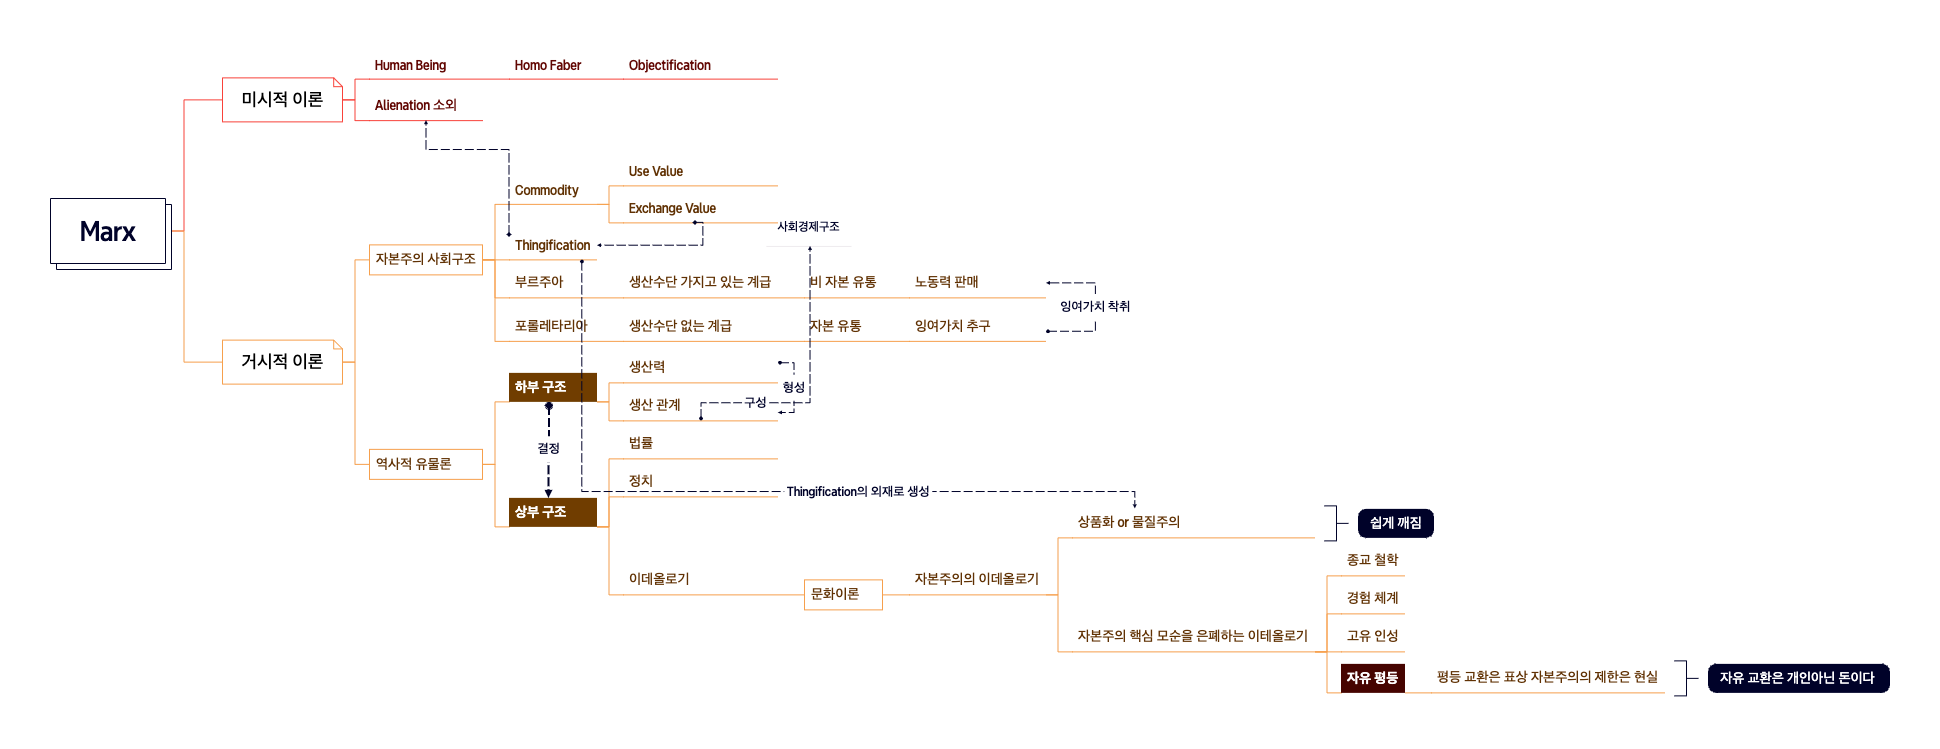 Marx
미시적 이론
Human Being
Homo Faber
Objectification
Alienation 소외
거시적 이론
자본주의 사회구조
Commodity
Use Value
Exchange Value
Thingification
사회경제구조
부르주아
생산수단 가지고 있는 계급
비 자본 유통
노동력 판매
잉여가치 착취
포롤레타리아
생산수단 없는 계급
자본 유통
잉여가치 추구
역사적 유물론
하부 구조
생산력
형성
생산 관계
구성
결정
상부 구조
법률
정치
Thingification의 외재로 생성
이데올로기
문화이론
자본주의의 이데올로기
상품화 or 물질주의
쉽게 깨짐
자본주의 핵심 모순을 은폐하는 이테올로기
종교 철학
경험 체계
고유 인성
자유 평등
평등 교환은 표상 자본주의의 제한은 현실
자유 교환은 개인아닌 돈이다